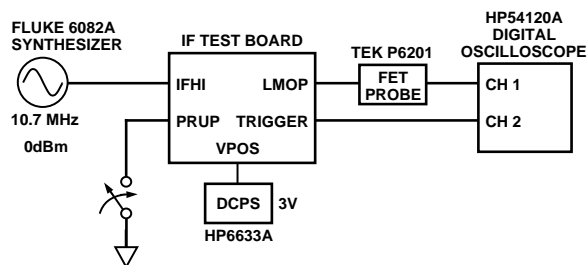 FLUKE 6082A
SYNTHESIZER
10.7 MHz
0dBm
IF TEST BOARD
IFHI
LMOP
PRUP
TRIGGER
VPOS
DCPS
3V
HP6633A
TEK P6201
FET
PROBE
HP54120A
DIGITAL
OSCILLOSCOPE
CH 1
CH 2